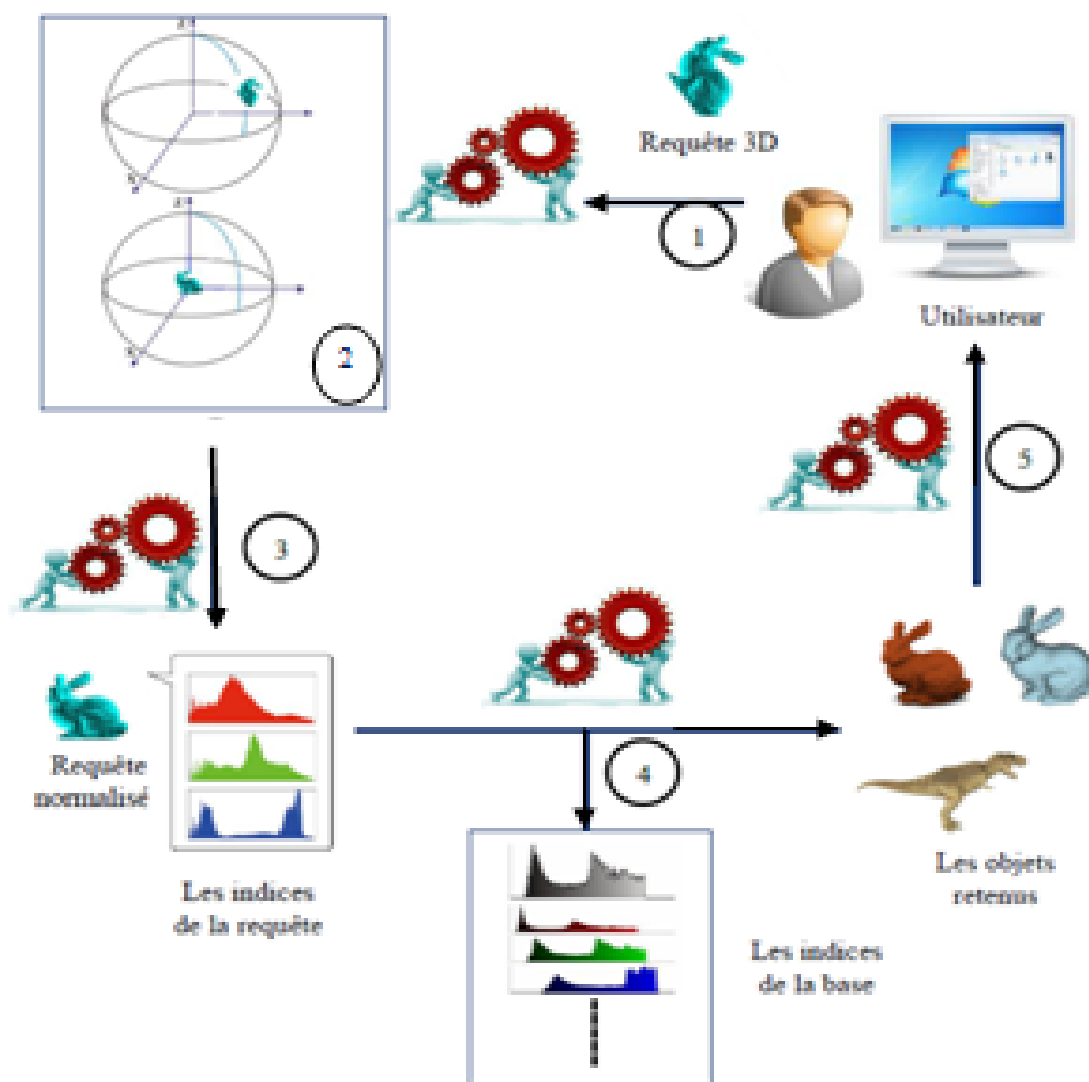 Requête 3D
1
Utilisateur
2
5
3
4
Requête
normalisé
Les indices
de la requête
Les objets
retenus
Les indices
de la base